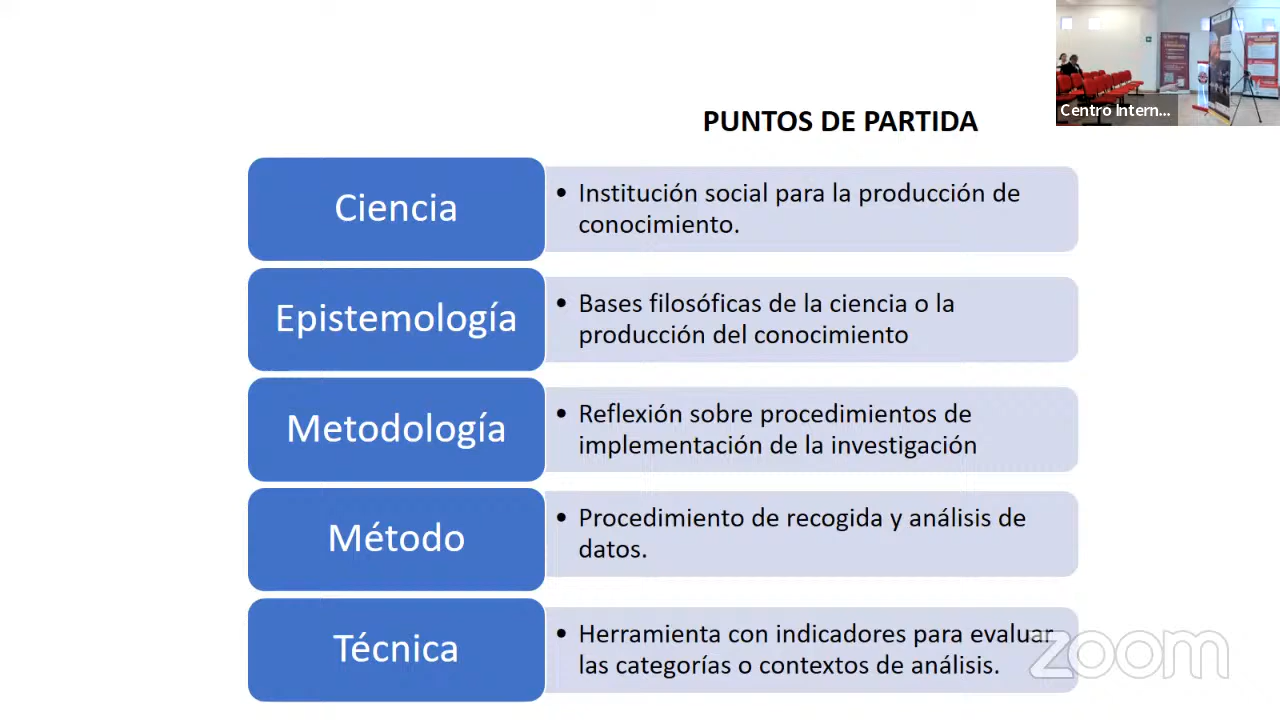 Centro Intern...
PUNTOS DE PARTIDA
Ciencia
• Institución social para la producción de
conocimiento.
Epistemología
• Bases filosóficas de la ciencia o la
producción del conocimiento
Metodología
• Reflexión sobre procedimientos de
implementación de la investigación
Método
• Procedimiento de recogida y análisis de
datos.
Técnica
• Herramienta con indicadores para evaluar
las categorías o contextos de análisis.
zoom